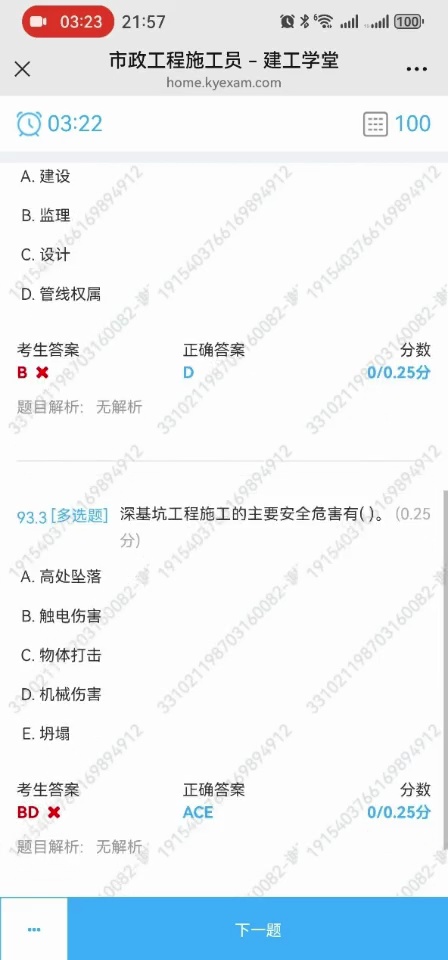 03:23 21:57 6 100
市政工程施工员 – 建工学堂
home.kyexam.com
03:22 100
A. 建设
B. 监理
C. 设计
D. 管线权属
考生答案 正确答案 分数
B D 0/0.25分
题目解析: 无解析
93.3 [多选题] 深基坑工程施工的主要安全危害有( )。 (0.25
分)
A. 高处坠落
B. 触电伤害
C. 物体打击
D. 机械伤害
E. 坍塌
考生答案 正确答案 分数
BD ACE 0/0.25分
题目解析: 无解析
下一题